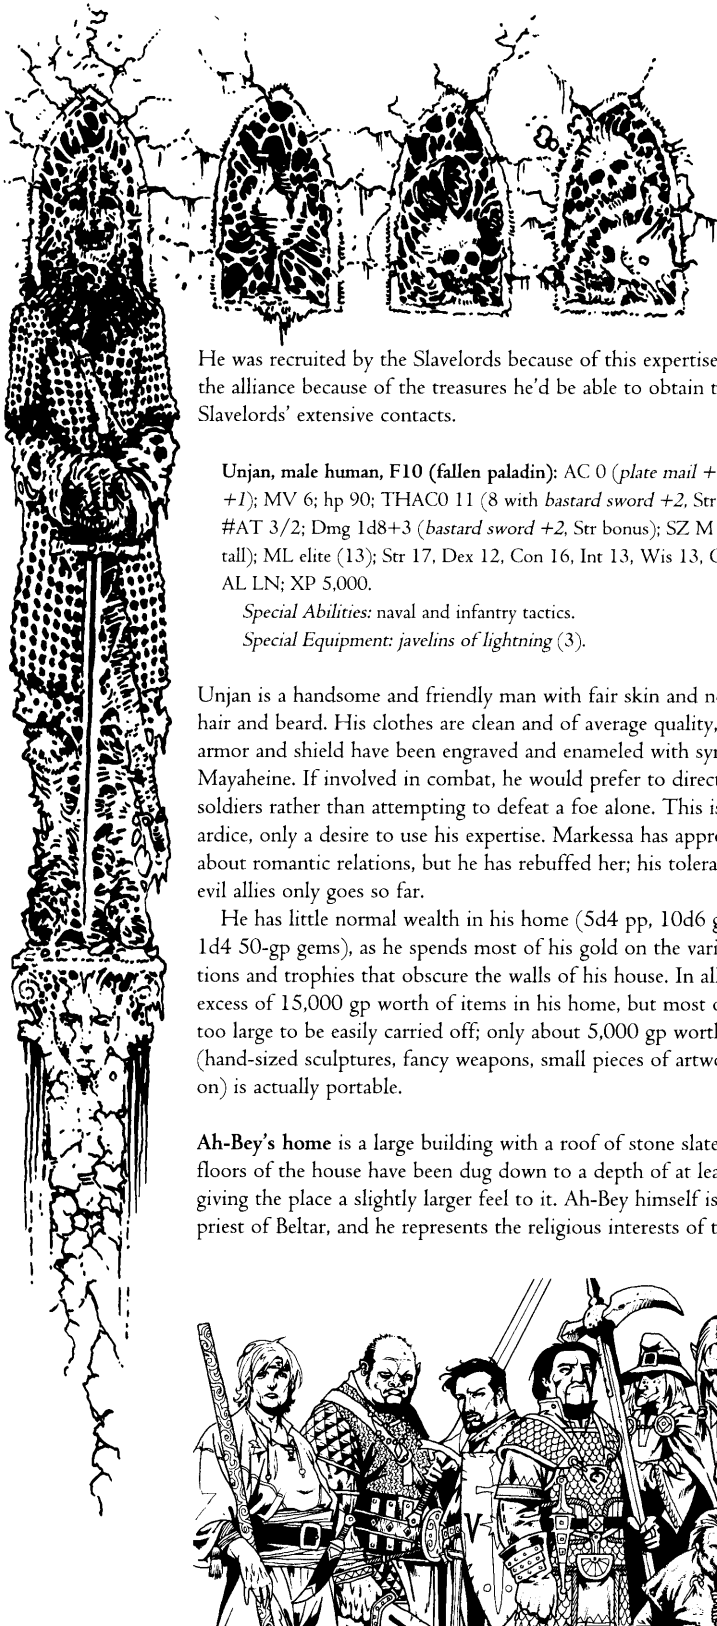 He was recruited by the Slavelords because of this expertise
the alliance because of the treasures he'd be able to obtain t
Slavelords' extensive contacts.
Unjan, male human, F10 (fallen paladin): AC 0 (plate mail +
+1); MV 6; hp 90; THAC0 11 (8 with bastard sword +2, Str
#AT 3/2; Dmg 1d8+3 (bastard sword +2, Str bonus); SZ M
tall); ML elite (13); Str 17, Dex 12, Con 16, Int 13, Wis 13, C
AL LN; XP 5,000.
Special Abilities: naval and infantry tactics.
Special Equipment: javelins of lightning (3).
Unjan is a handsome and friendly man with fair skin and n
hair and beard. His clothes are clean and of average quality,
armor and shield have been engraved and enameled with syr
Mayaheine. If involved in combat, he would prefer to direct
soldiers rather than attempting to defeat a foe alone. This is
ardice, only a desire to use his expertise. Markessa has appr
about romantic relations, but he has rebuffed her; his tolera
evil allies only goes so far.
He has little normal wealth in his home (5d4 pp, 10d6 g
1d4 50-gp gems), as he spends most of his gold on the vari
tions and trophies that obscure the walls of his house. In all
excess of 15,000 gp worth of items in his home, but most o
too large to be easily carried off; only about 5,000 gp worth
(hand-sized sculptures, fancy weapons, small pieces of artw
on) is actually portable.
Ah-Bey's home is a large building with a roof of stone slate
floors of the house have been dug down to a depth of at lea
giving the place a slightly larger feel to it. Ah-Bey himself is
priest of Beltar, and he represents the religious interests of t
V